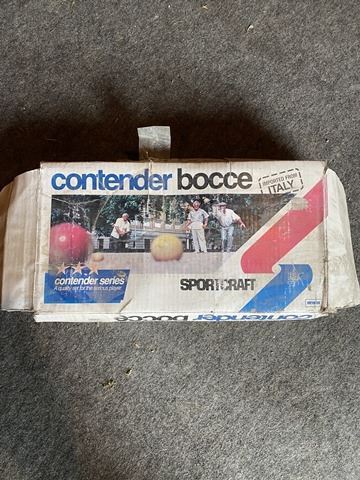 contender bocce
IMPORTED FROM
ITALY
contender series
A quality set for the serious player
SPORTCRAFT
contender bocce